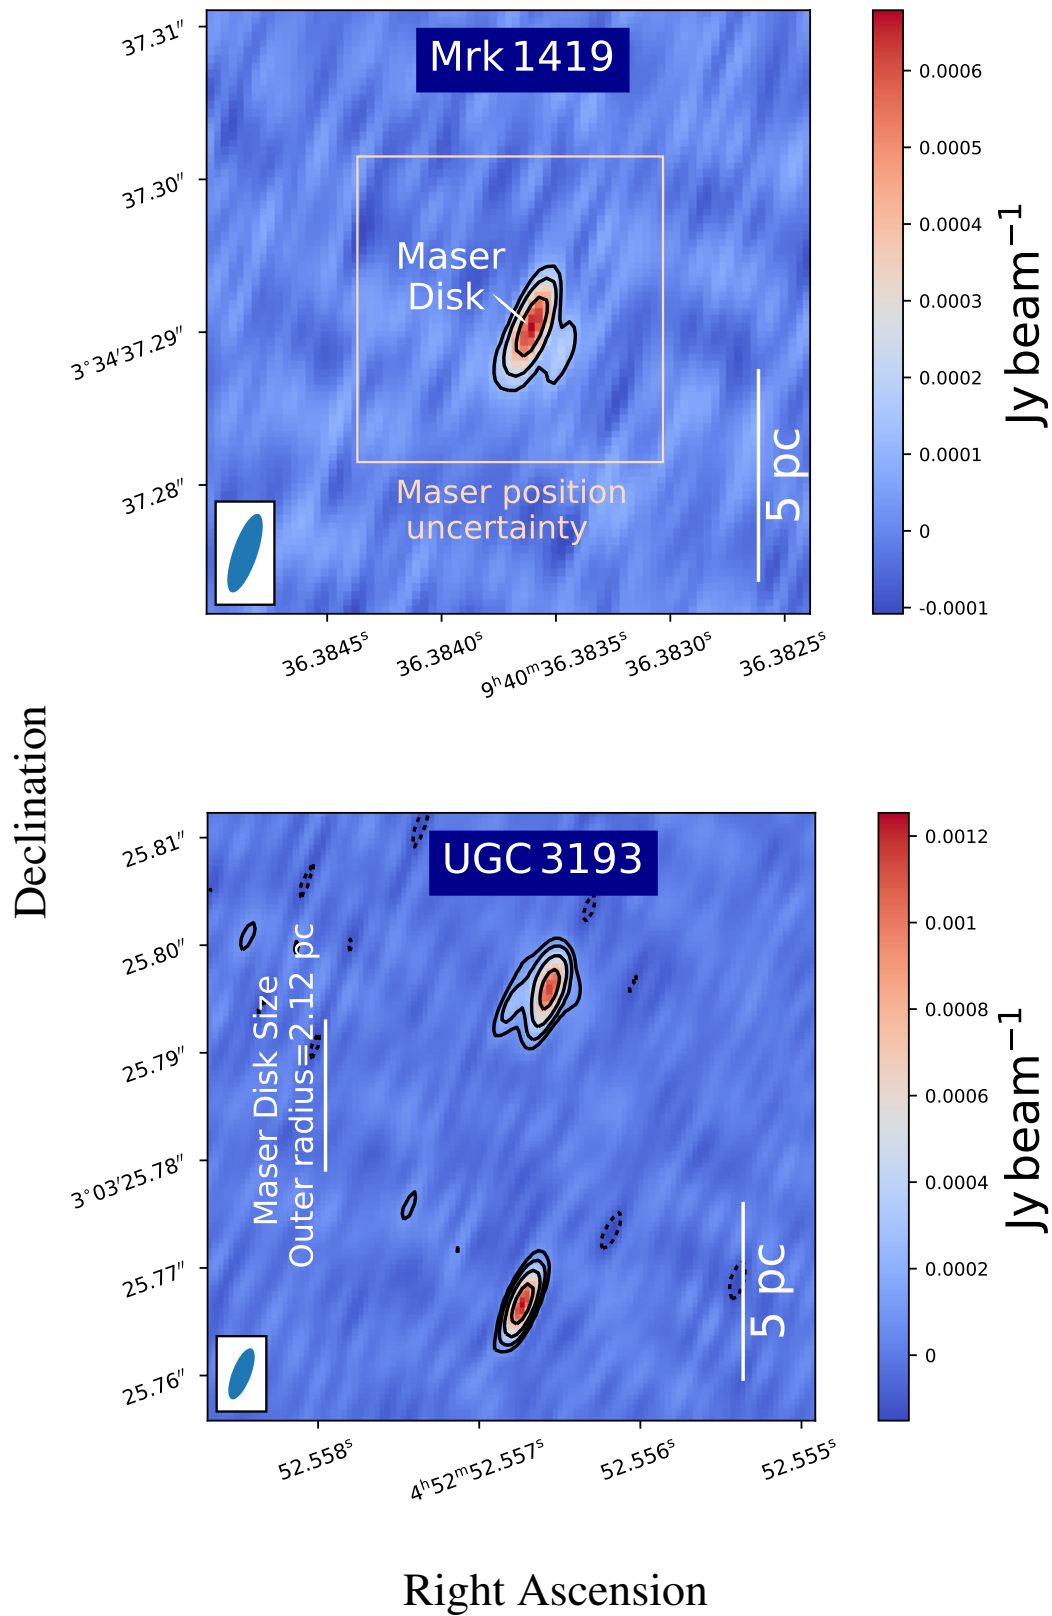 Mrk 1419
37.31"
37.30"
3°34'37.29"
37.28"
Maser
Disk
Maser position
uncertainty
5 pc
36.3845s
36.3840s
9h40m36.3835s
36.3830s
36.3825s
0.0006
0.0005
0.0004
0.0003
0.0002
0.0001
0
-0.0001
Jy beam−1
Declination
UGC 3193
25.81"
25.80"
25.79"
3°03'25.78"
25.77"
25.76"
Maser Disk Size
Outer radius=2.12 pc
5 pc
52.558s
4h52m52.557s
52.556s
52.555s
0.0012
0.001
0.0008
0.0006
0.0004
0.0002
0
Jy beam−1
Right Ascension